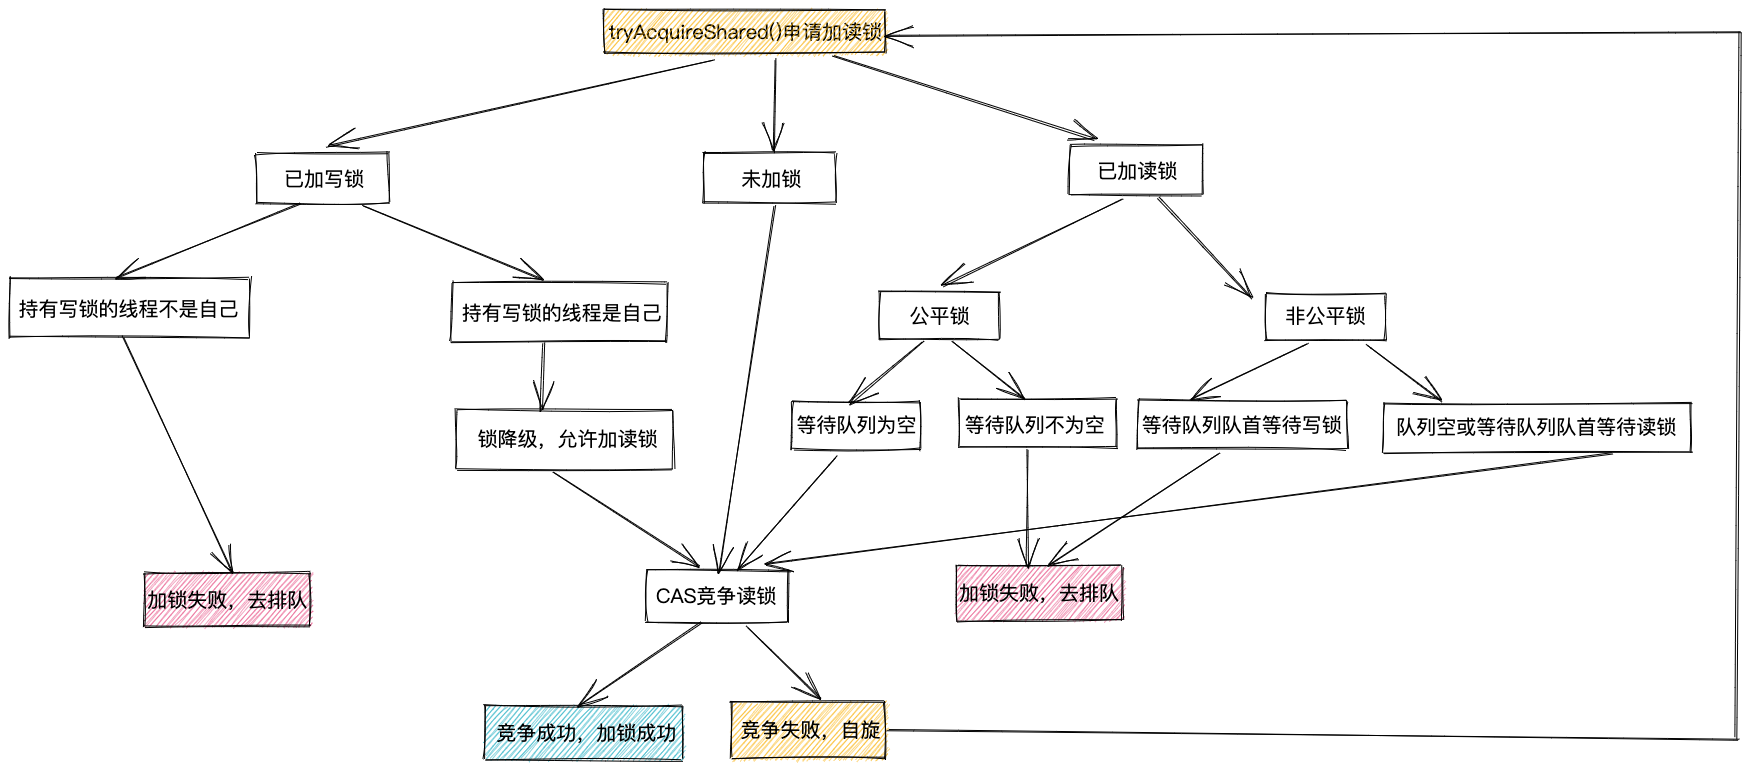 tryAcquireShared()申请加读锁
已加写锁
未加锁
已加读锁
持有写锁的线程不是自己
持有写锁的线程是自己
公平锁
非公平锁
锁降级，允许加读锁
等待队列为空
等待队列不为空
等待队列队首等待写锁
队列空或等待队列队首等待读锁
加锁失败，去排队
CAS竞争读锁
加锁失败，去排队
竞争成功，加锁成功
竞争失败，自旋